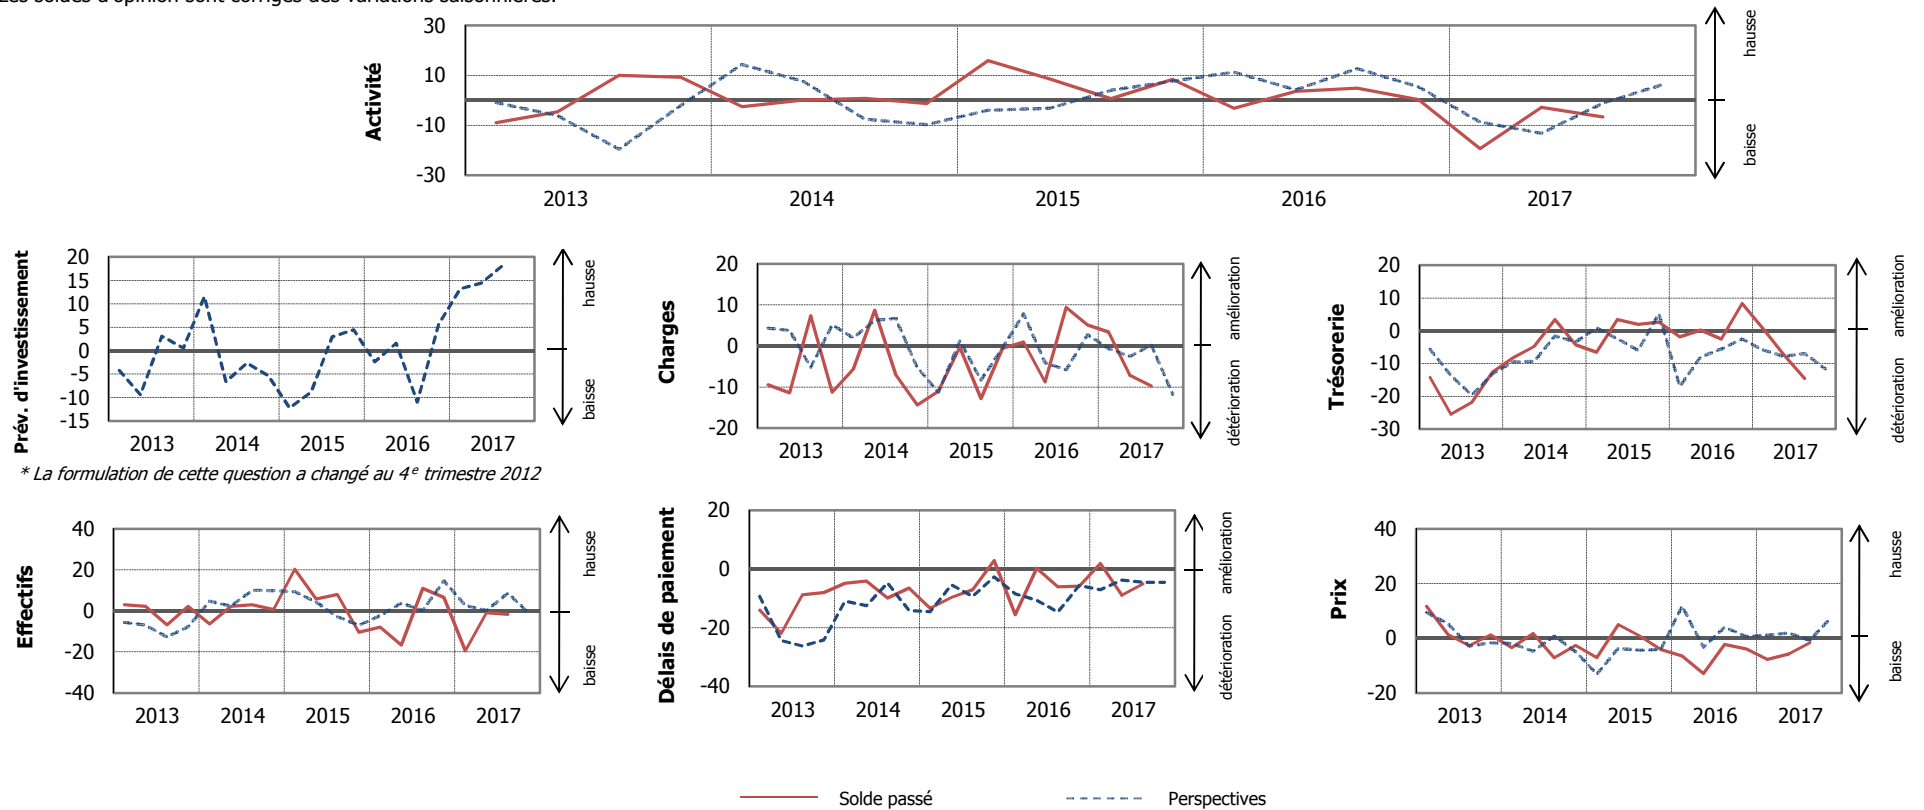 Les soldes d'opinion sont corrigés des variations saisonnières.
Activité
30
10
-10
-30
2013 2014 2015 2016 2017
hausse
baisse
Prév. d'investissement
20
15
10
5
0
-5
-10
-15
2013 2014 2015 2016 2017
hausse
baisse
* La formulation de cette question a changé au 4e trimestre 2012
Charges
20
10
0
-10
-20
2013 2014 2015 2016 2017
amélioration
détérioration
Trésorerie
20
10
0
-10
-20
-30
2013 2014 2015 2016 2017
amélioration
détérioration
Effectifs
40
20
0
-20
-40
2013 2014 2015 2016 2017
hausse
baisse
Délais de paiement
20
0
-20
-40
2013 2014 2015 2016 2017
amélioration
détérioration
Prix
40
20
0
-20
2013 2014 2015 2016 2017
hausse
baisse
Solde passé Perspectives